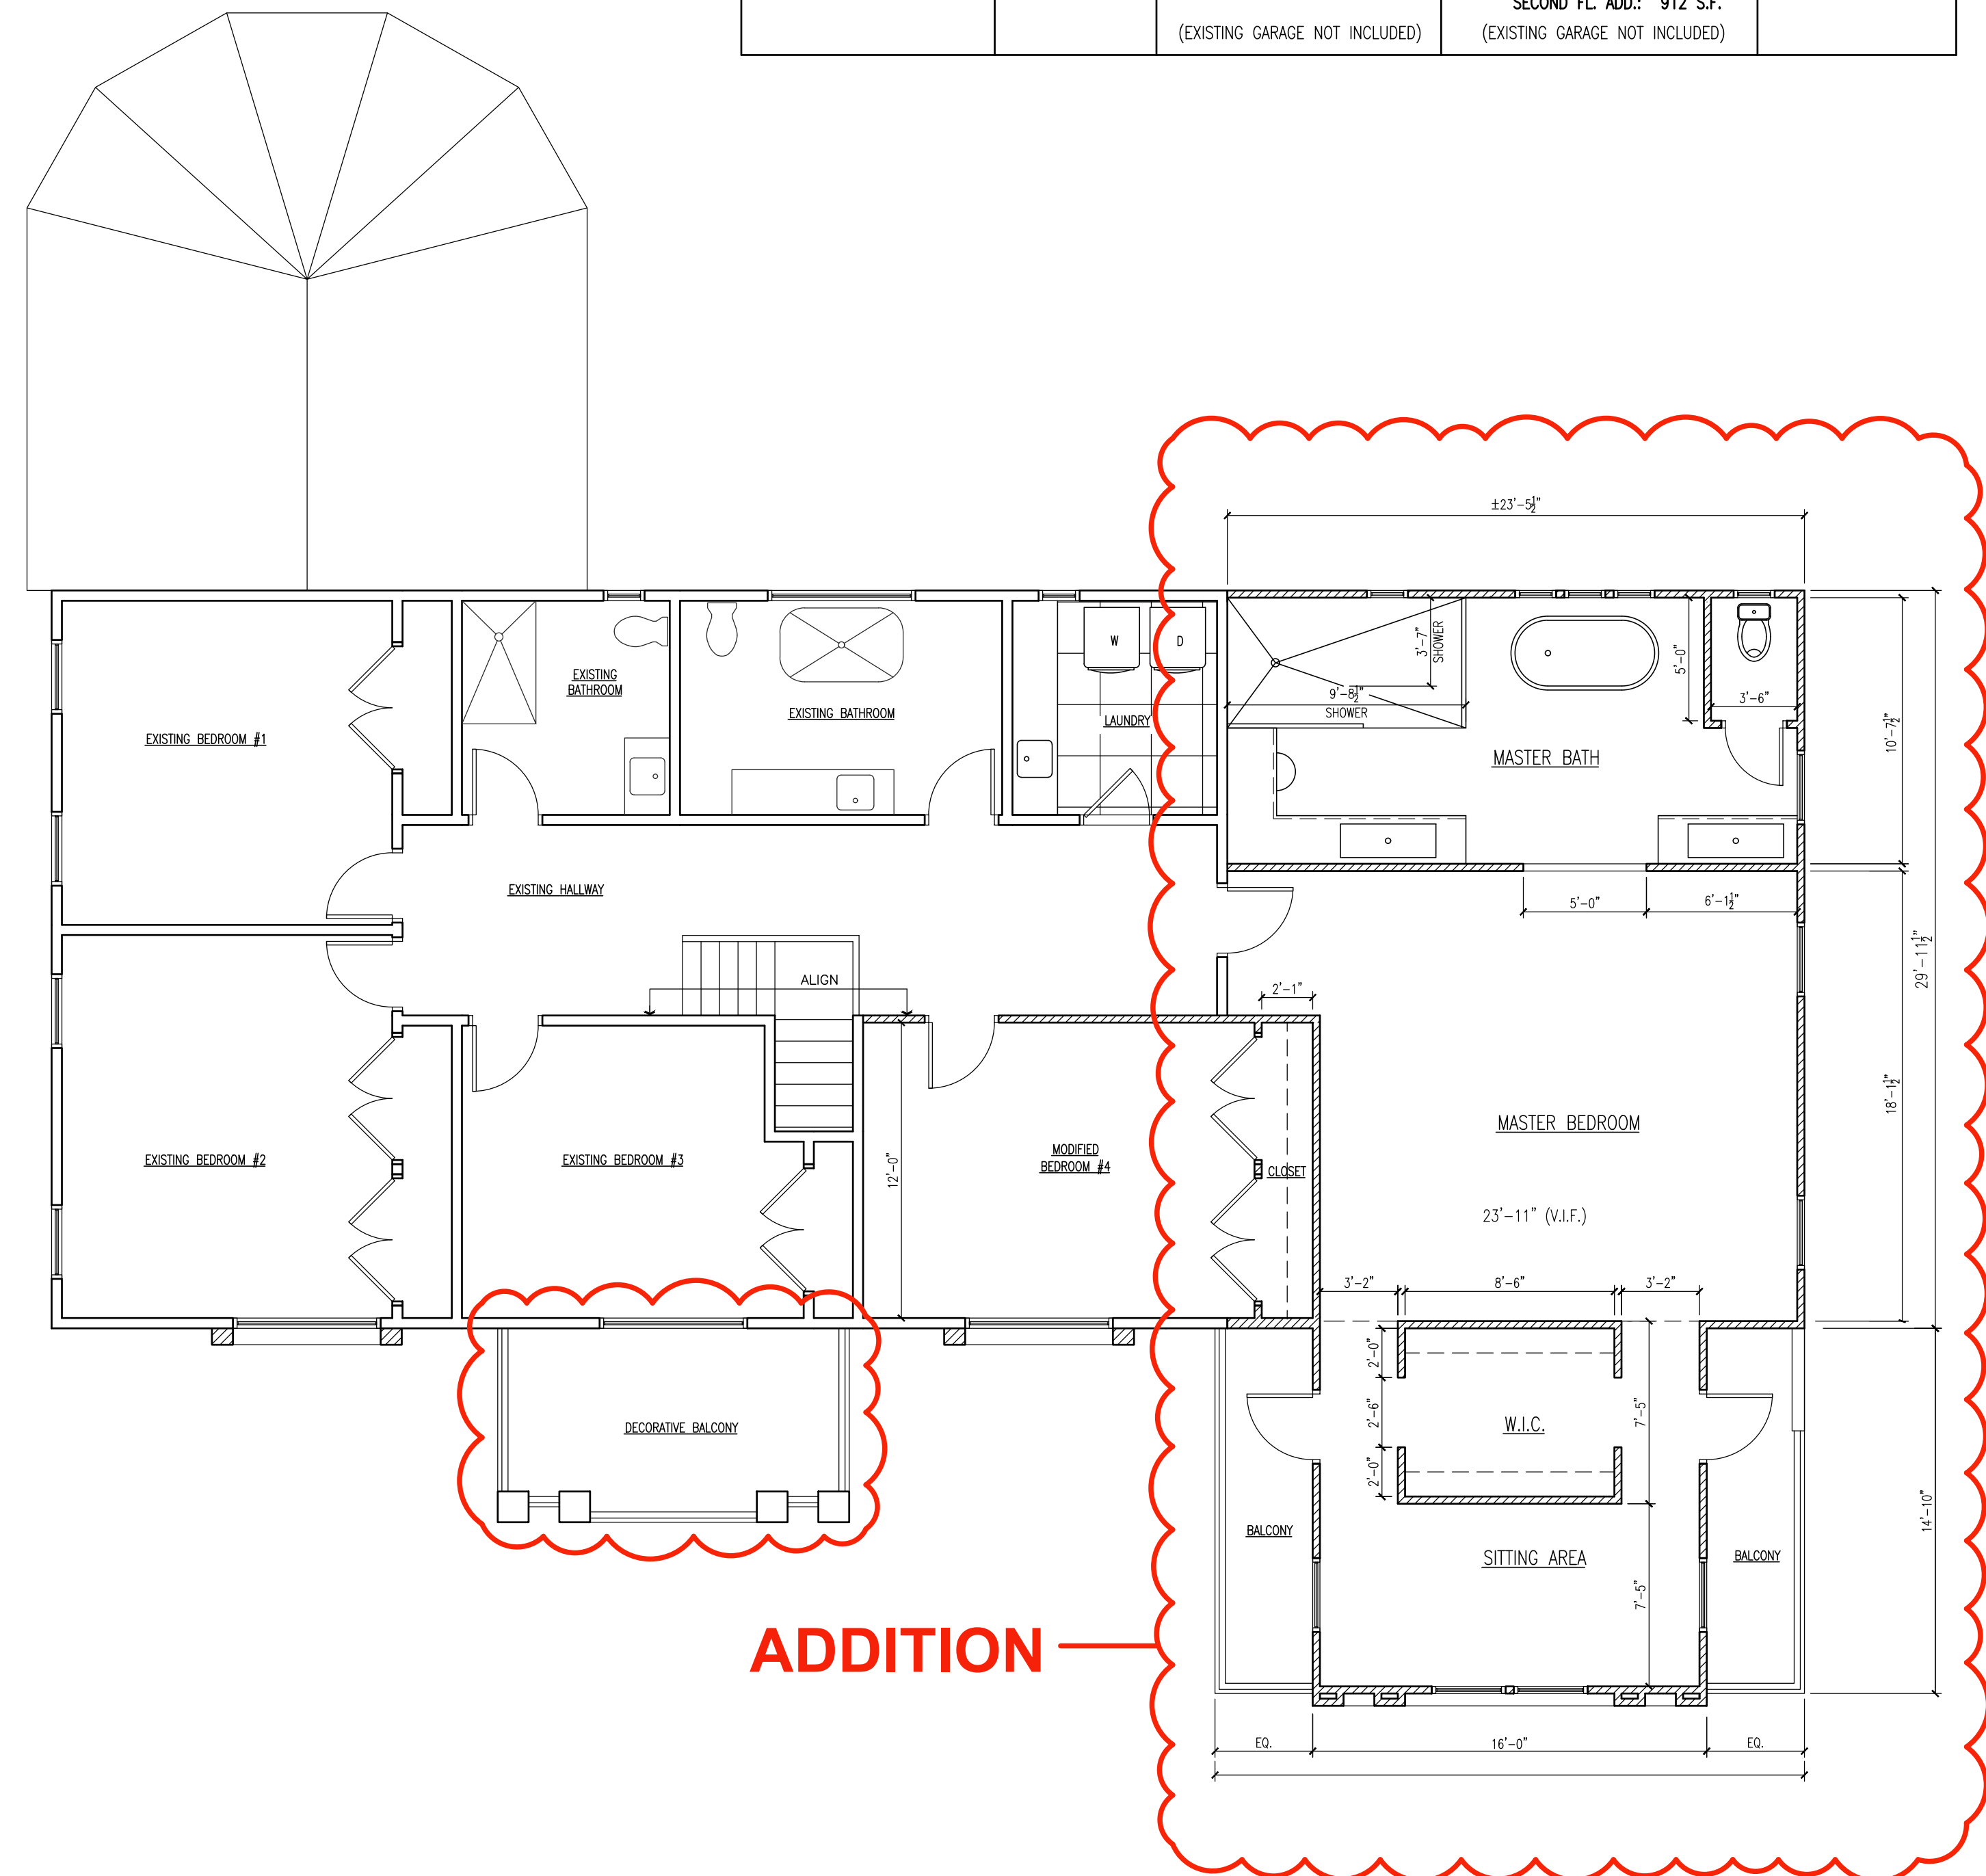 SECOND FL. ADD.: 912 S.F.
(EXISTING GARAGE NOT INCLUDED)
(EXISTING GARAGE NOT INCLUDED)
±23'-5½"
3'-7"
SHOWER
9'-8½"
SHOWER
5'-0"
3'-6"
10'-7½"
W
D
EXISTING
BATHROOM
EXISTING BATHROOM
LAUNDRY
EXISTING BEDROOM #1
MASTER BATH
EXISTING HALLWAY
5'-0"
6'-1½"
29'-11½"
ALIGN
2'-1"
18'-1½"
MASTER BEDROOM
EXISTING BEDROOM #2
EXISTING BEDROOM #3
12'-0"
MODIFIED
BEDROOM #4
CLOSET
23'-11" (V.I.F.)
3'-2"
8'-6"
3'-2"
2'-0"
2'-6"
2'-0"
7'-5"
W.I.C.
DECORATIVE BALCONY
14'-10"
BALCONY
SITTING AREA
BALCONY
7'-5"
ADDITION
EQ.
16'-0"
EQ.